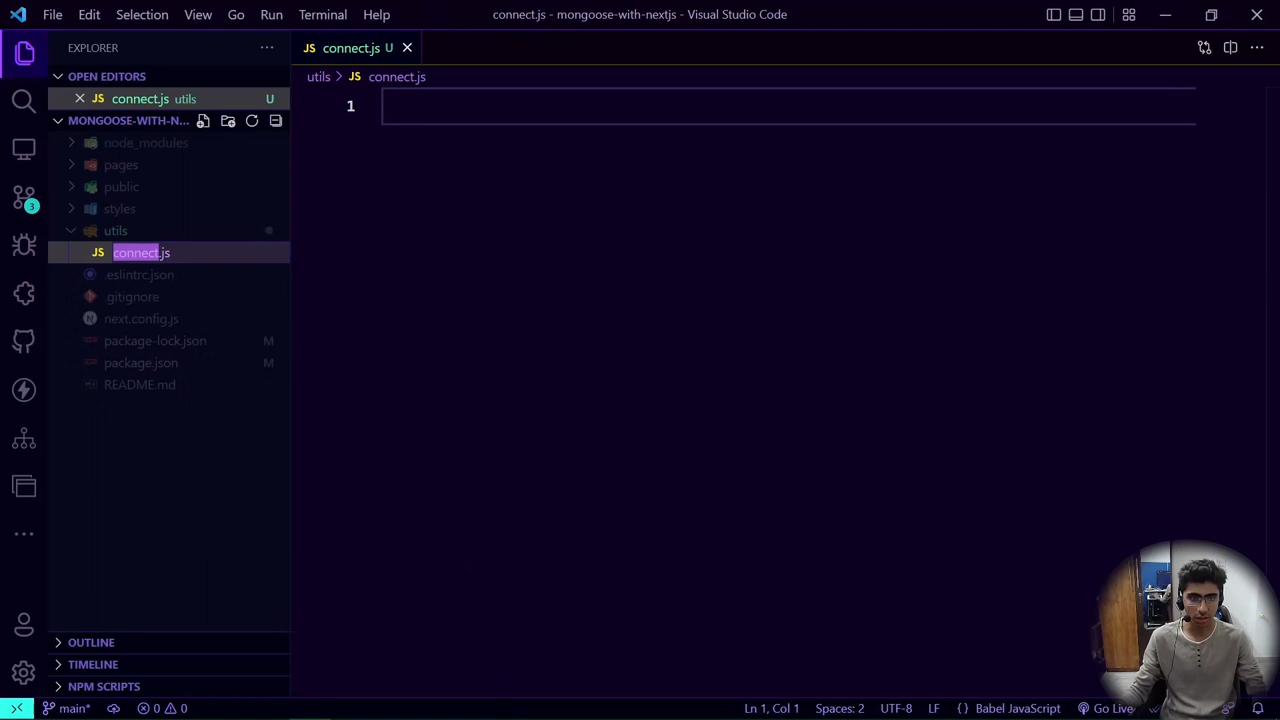 File Edit Selection View Go Run Terminal Help connect.js - mongoose-with-nextjs - Visual Studio Code
EXPLORER
JS connect.js U
OPEN EDITORS
JS connect.js utils U
utils > JS connect.js
MONGOOSE-WITH-N...
1
node_modules
pages
public
styles
3
utils
JS connect.js
.eslintrc.json
.gitignore
N next.config.js
package-lock.json M
package.json M
README.md
OUTLINE
TIMELINE
NPM SCRIPTS
main* 0 0 Ln 1, Col 1 Spaces: 2 UTF-8 LF {} Babel JavaScript Go Live